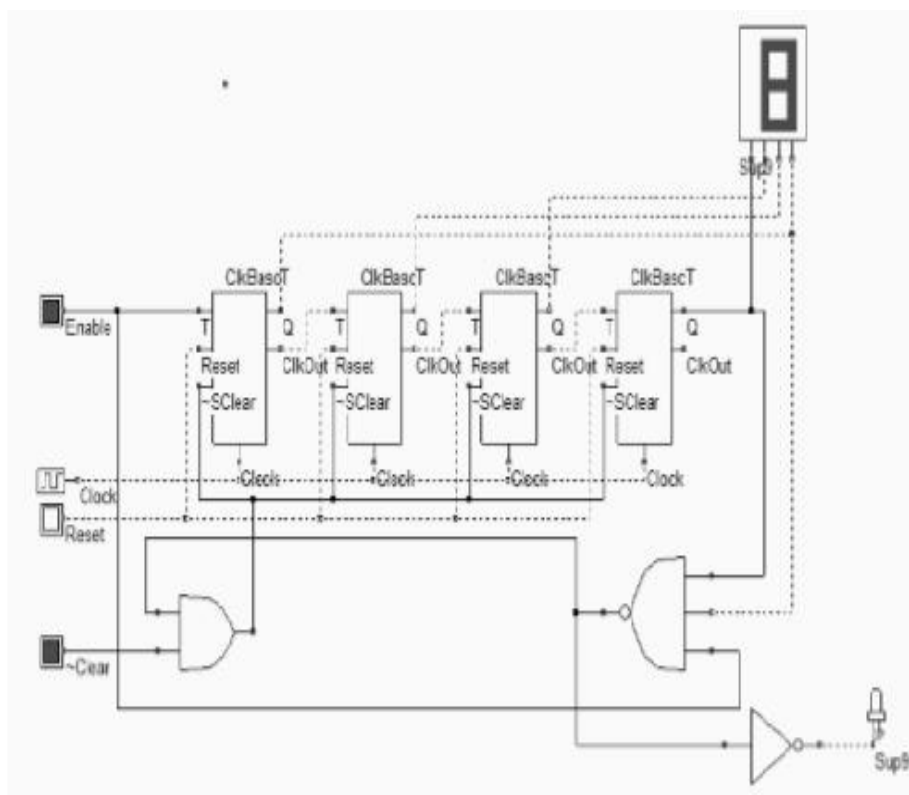 Sup9
ClkBascT ClkBascT ClkBascT ClkBascT
Enable
T Q T Q T Q T Q
Reset ClkOut Reset ClkOut Reset ClkOut Reset ClkOut
~SClear ~SClear ~SClear ~SClear
Clock Clock Clock Clock
Clock
Reset
~Clear
Sup9